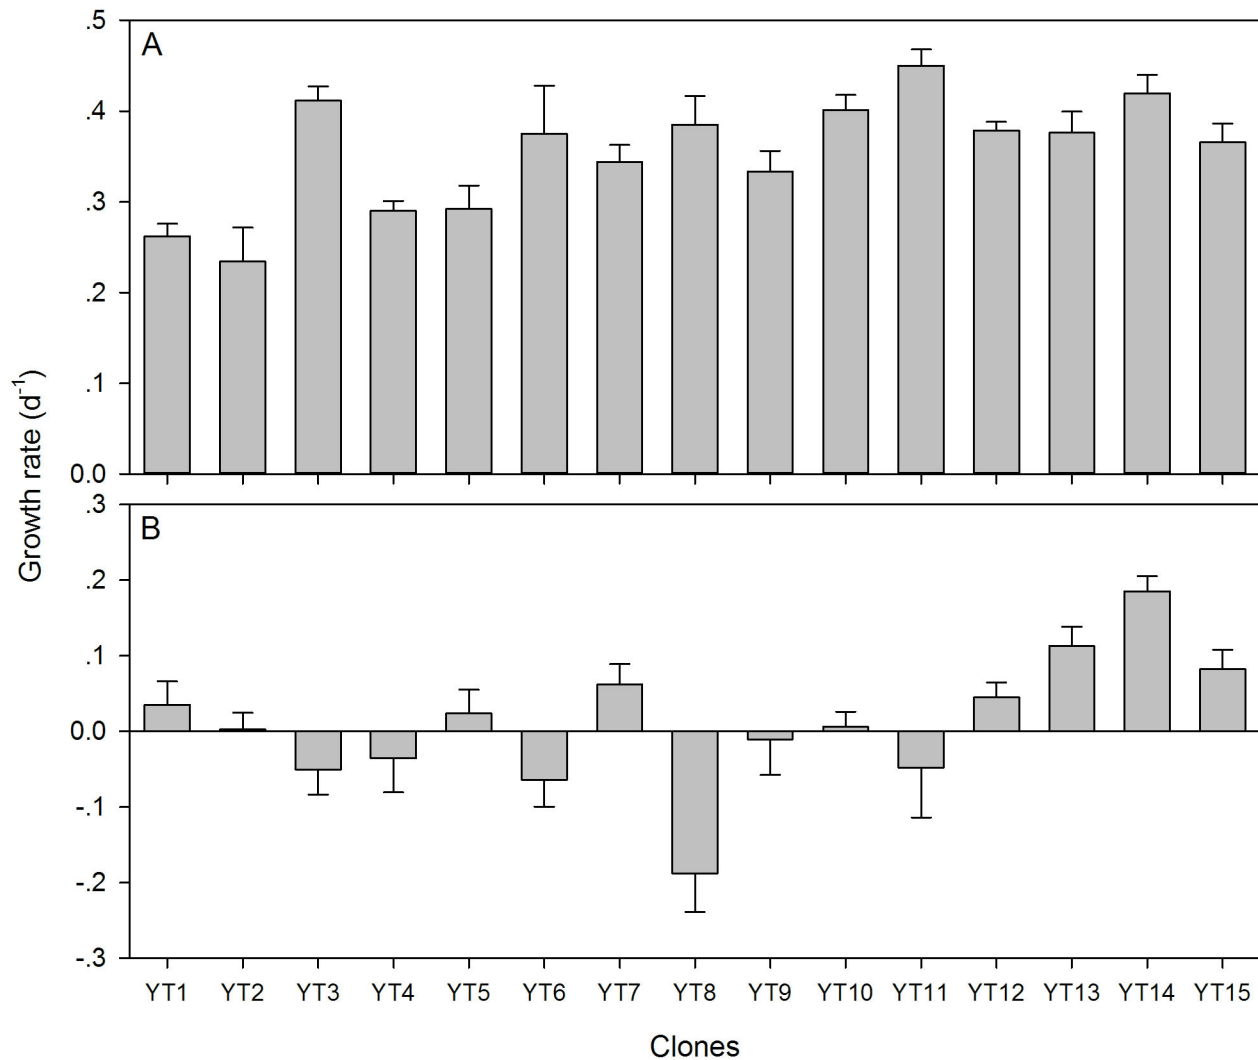 A
.5
.4
.3
.2
.1
0.0
Growth rate (d-1)
B
.3
.2
.1
0.0
-.1
-.2
-.3
YT1 YT2 YT3 YT4 YT5 YT6 YT7 YT8 YT9 YT10 YT11 YT12 YT13 YT14 YT15
Clones